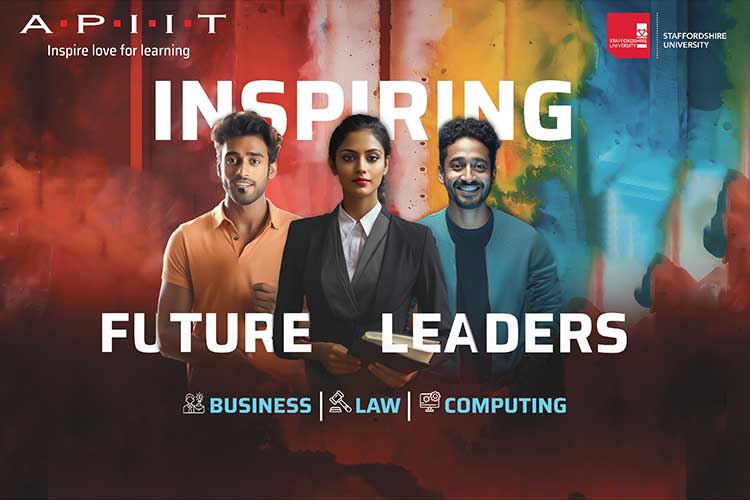 A·P·I·I·T
Inspire love for learning
STAFFORDSHIRE
UNIVERSITY
STAFFORDSHIRE
UNIVERSITY
INSPIRING
FUTURE LEADERS
BUSINESS | LAW | COMPUTING